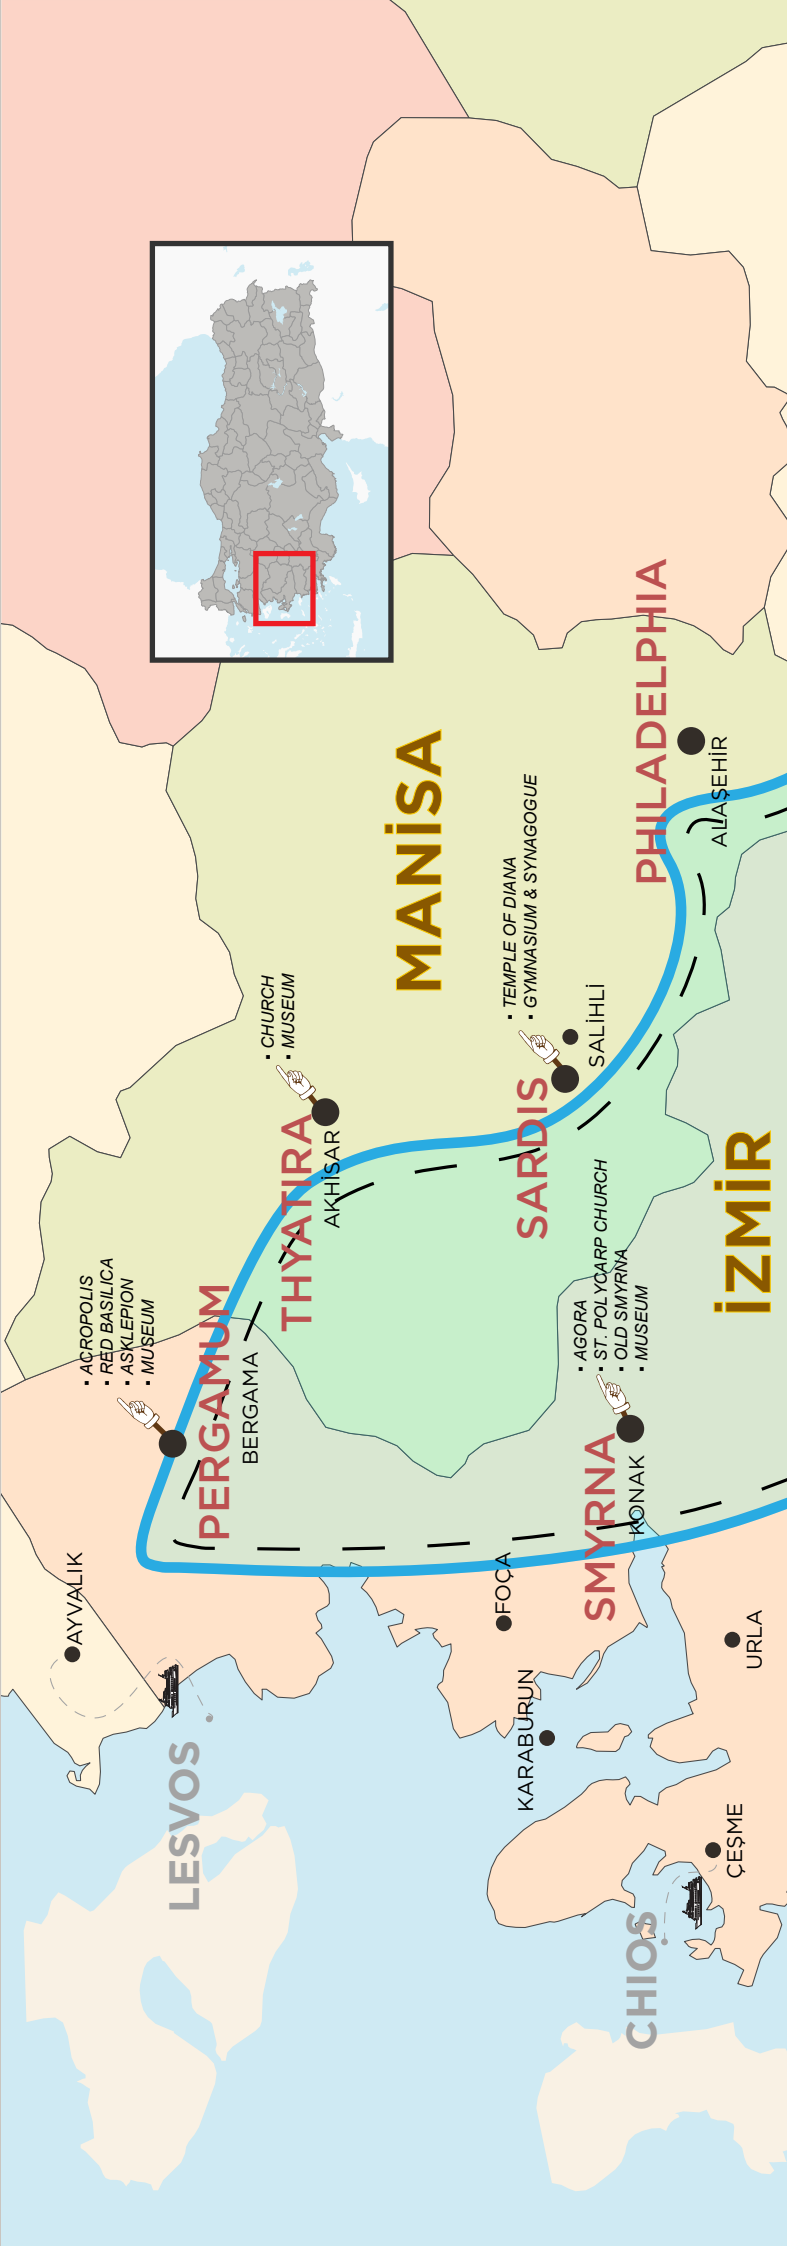 AYVALIK
ACROPOLIS
RED BASILICA
ASKLEPION
MUSEUM
LESVOS
PERGAMUM
BERGAMA
CHURCH
MUSEUM
THYATIRA
AKHİSAR
MANİSA
FOÇA
KARABURUN
TEMPLE OF DIANA
GYMNASIUM & SYNAGOGUE
SARDIS
SALİHLİ
AGORA
ST. POLYCARP CHURCH
OLD SMYRNA
MUSEUM
SMYRNA
KONAK
CHIOS
PHILADELPHIA
ALAŞEHİR
ÇEŞME
URLA
İZMİR